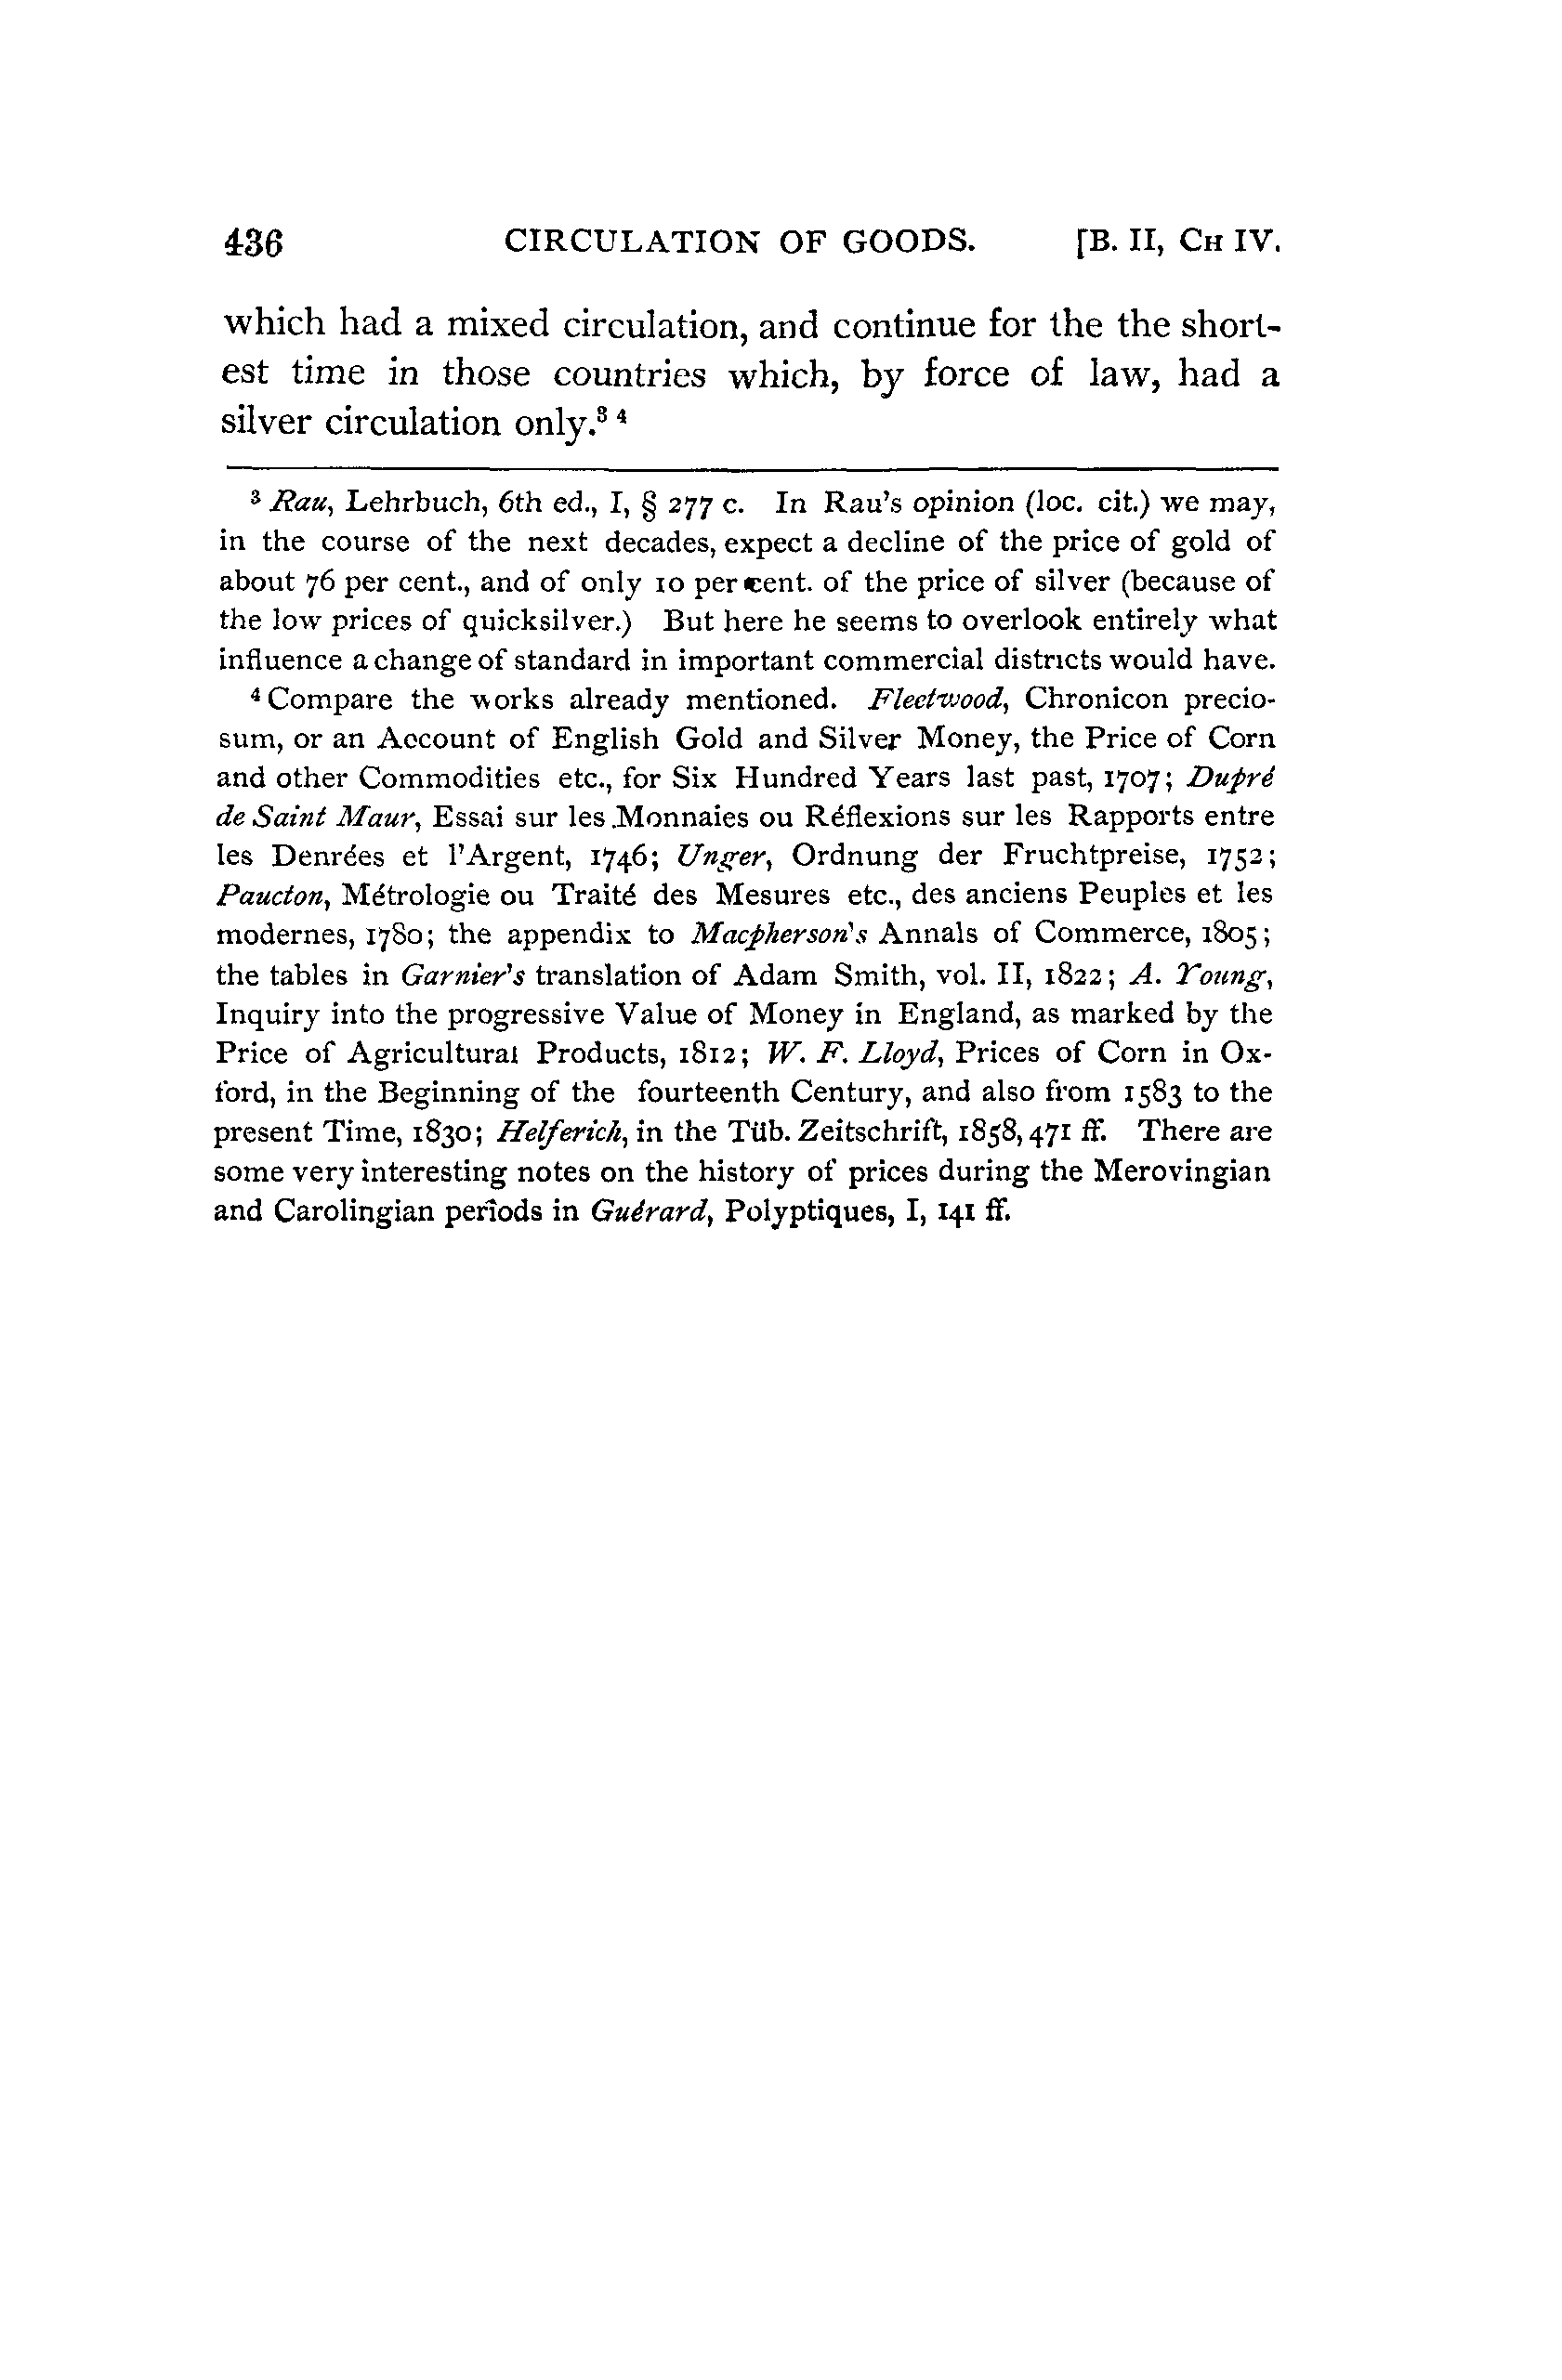 436 CIRCULATION OF GOODS. [B. II, CH IV.
which had a mixed circulation, and continue for the the short-
est time in those countries which, by force of law, had a
silver circulation only.³ ⁴
³ Rau, Lehrbuch, 6th ed., I, § 277 c. In Rau's opinion (loc. cit.) we may,
in the course of the next decades, expect a decline of the price of gold of
about 76 per cent., and of only 10 per cent. of the price of silver (because of
the low prices of quicksilver.) But here he seems to overlook entirely what
influence a change of standard in important commercial districts would have.
⁴ Compare the works already mentioned. Fleetwood, Chronicon precio-
sum, or an Account of English Gold and Silver Money, the Price of Corn
and other Commodities etc., for Six Hundred Years last past, 1707; Dupré
de Saint Maur, Essai sur les Monnaies ou Réflexions sur les Rapports entre
les Denrées et l'Argent, 1746; Unger, Ordnung der Fruchtpreise, 1752;
Paucton, Métrologie ou Traité des Mesures etc., des anciens Peuples et les
modernes, 1780; the appendix to Macpherson's Annals of Commerce, 1805;
the tables in Garnier's translation of Adam Smith, vol. II, 1822; A. Young,
Inquiry into the progressive Value of Money in England, as marked by the
Price of Agricultural Products, 1812; W. F. Lloyd, Prices of Corn in Ox-
ford, in the Beginning of the fourteenth Century, and also from 1583 to the
present Time, 1830; Helferich, in the Tüb. Zeitschrift, 1858, 471 ff. There are
some very interesting notes on the history of prices during the Merovingian
and Carolingian periods in Guérard, Polyptiques, I, 141 ff.